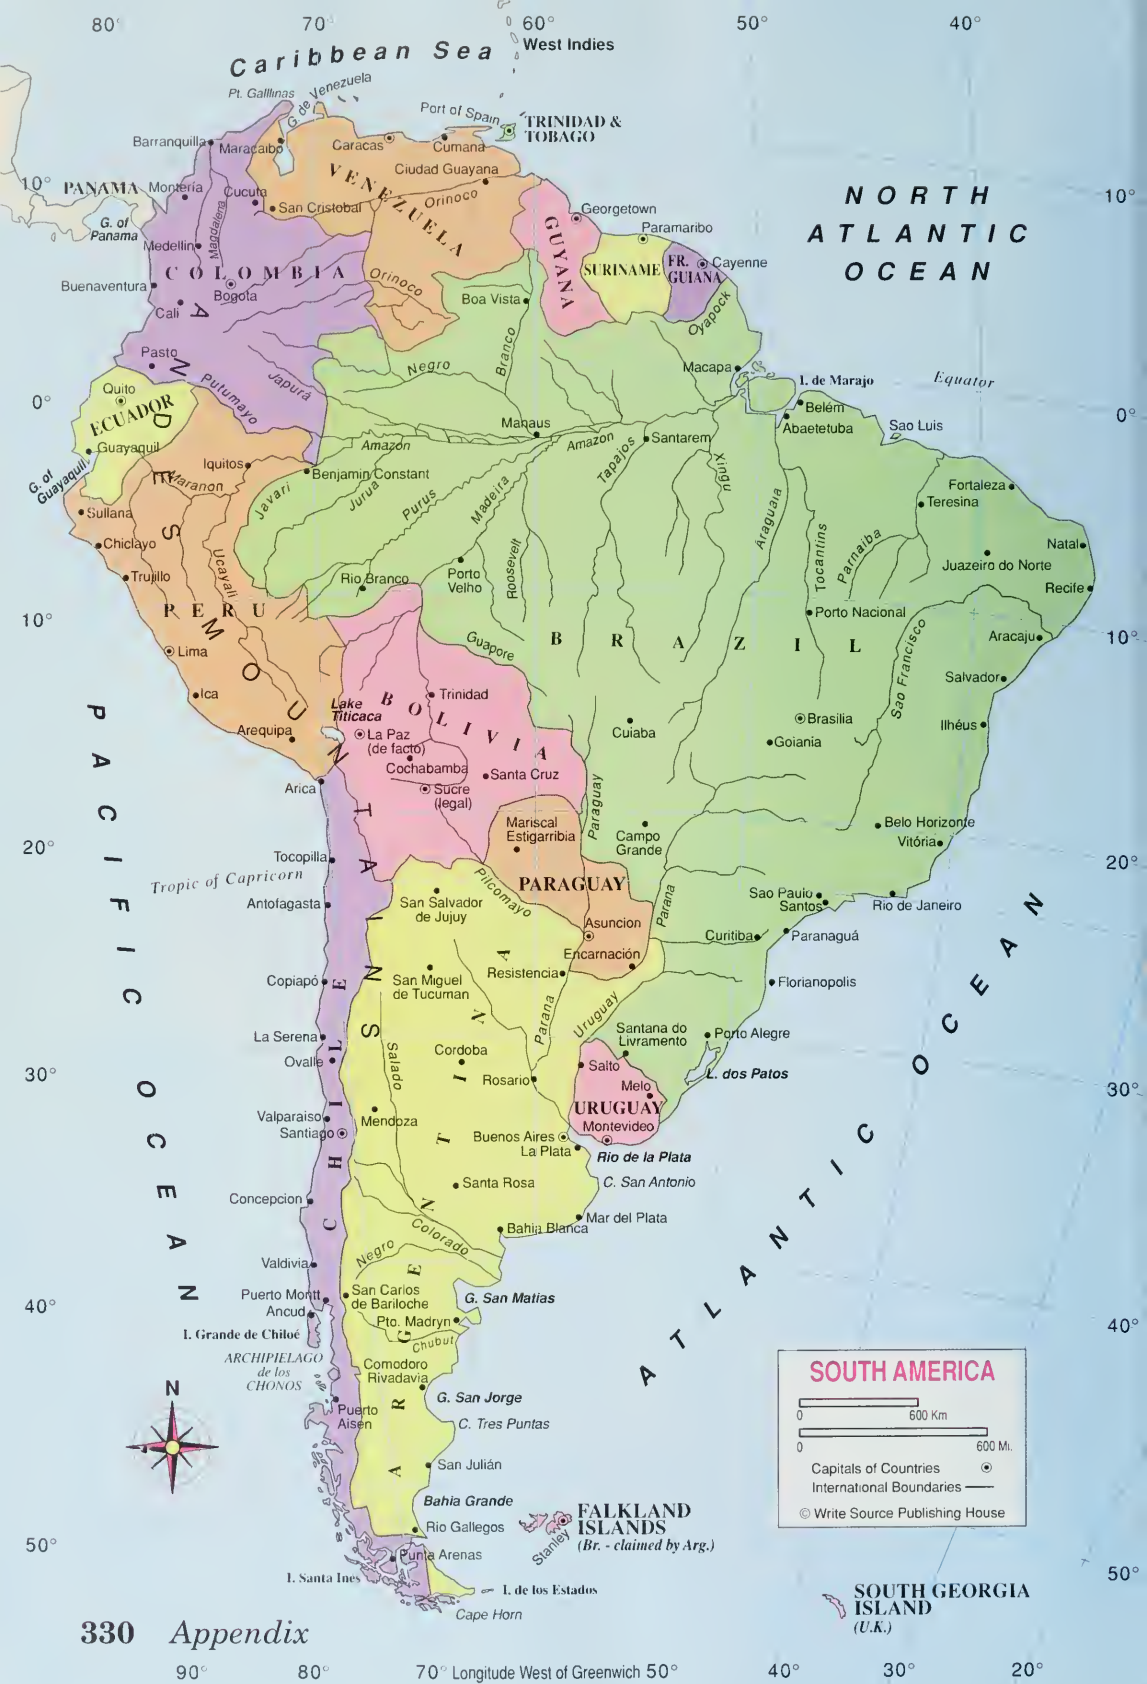 80° 70° 60° 50° 40°
West Indies
Caribbean Sea
Pt. Galllinas
G. de Venezuela
Port of Spain
TRINIDAD &
TOBAGO
Barranquilla
Maracaibo
Caracas
Cumana
Ciudad Guayana
VENEZUELA
10°
PANAMA
Montería
Cucuta
San Cristobal
Orinoco
NORTH
ATLANTIC
OCEAN
10°
G. of
Panama
Magdalena
Medellin
Georgetown
GUYANA
Paramaribo
SURINAME
FR.
GUIANA
Cayenne
COLOMBIA
Buenaventura
Bogota
Cali
Orinoco
Boa Vista
Oyapock
Pasto
Putumayo
Japurá
Negro
Branco
Macapa
I. de Marajo
Equator
0°
Quito
ECUADOR
Guayaquil
G. of
Guayaquil
Belém
Abaetetuba
Sao Luis
0°
Manaus
Amazon
Amazon
Santarem
Tapajos
Xingu
Iquitos
Maranon
Benjamin Constant
Javari
Jurua
Purus
Madeira
Araguaia
Tocantins
Parnaiba
Fortaleza
Teresina
Sullana
Chiclayo
Trujillo
Ucayali
Rio Branco
Porto
Velho
Roosevelt
Natal
Juazeiro do Norte
Recife
ANDES MOUNTAINS
10°
PERU
Porto Nacional
10°
Aracaju
BRAZIL
Guapore
Lima
Sao Francisco
Ica
Lake
Titicaca
Trinidad
Salvador
BOLIVIA
Arequipa
La Paz
(de facto)
Cochabamba
Santa Cruz
Sucre
(legal)
Cuiaba
Brasilia
Goiania
Ilhéus
Arica
Paraguay
PACIFIC OCEAN
Mariscal
Estigarribia
Campo
Grande
Belo Horizonte
Vitória
20°
20°
Tocopilla
Tropic of Capricorn
Antofagasta
PARAGUAY
Pilcomayo
San Salvador
de Jujuy
Parana
Sao Paulo
Santos
Rio de Janeiro
Asuncion
Encarnación
Curitiba
Paranaguá
Copiapó
San Miguel
de Tucuman
Resistencia
Florianopolis
ATLANTIC OCEAN
Parana
Uruguay
Santana do
Livramento
Porto Alegre
La Serena
Ovalle
Salado
Cordoba
Rosario
Salto
Melo
L. dos Patos
30°
30°
URUGUAY
Montevideo
Valparaiso
Santiago
Mendoza
Buenos Aires
La Plata
Rio de la Plata
CHILE
ARGENTINA
Concepcion
Santa Rosa
C. San Antonio
Mar del Plata
Bahia Blanca
Colorado
Negro
Valdivia
Puerto Montt
Ancud
San Carlos
de Bariloche
G. San Matias
Pto. Madryn
40°
40°
I. Grande de Chiloé
Chubut
ARCHIPIELAGO
de los
CHONOS
Comodoro
Rivadavia
G. San Jorge
Puerto
Aisen
C. Tres Puntas
N
San Julián
SOUTH AMERICA
0 600 Km
0 600 Mi.
Capitals of Countries
International Boundaries
© Write Source Publishing House
Bahia Grande
Rio Gallegos
FALKLAND
ISLANDS
(Br. - claimed by Arg.)
Stanley
50°
50°
Punta Arenas
I. Santa Ines
I. de los Estados
Cape Horn
SOUTH GEORGIA
ISLAND
(U.K.)
330 Appendix
90° 80° 70° Longitude West of Greenwich 50° 40° 30° 20°